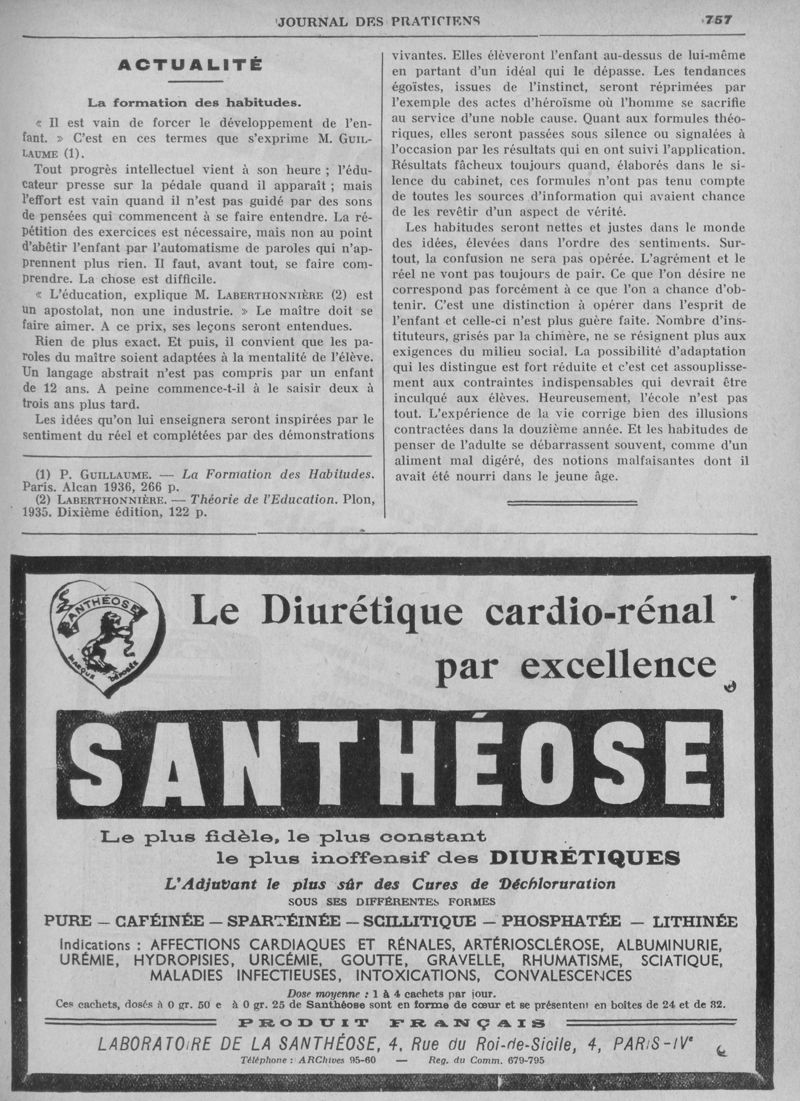 JOURNAL DES PRATICIENS 757
ACTUALITÉ
La formation des habitudes.
« Il est vain de forcer le développement de l'en-
fant. » C'est en ces termes que s'exprime M. GUIL-
LAUME (1).
Tout progrès intellectuel vient à son heure ; l'édu-
cateur presse sur la pédale quand il apparaît ; mais
l'effort est vain quand il n'est pas guidé par des sons
de pensées qui commencent à se faire entendre. La ré-
pétition des exercices est nécessaire, mais non au point
d'abêtir l'enfant par l'automatisme de paroles qui n'ap-
prennent plus rien. Il faut, avant tout, se faire com-
prendre. La chose est difficile.
« L'éducation, explique M. LABERTHONNIÈRE (2) est
un apostolat, non une industrie. » Le maître doit se
faire aimer. A ce prix, ses leçons seront entendues.
Rien de plus exact. Et puis, il convient que les pa-
roles du maître soient adaptées à la mentalité de l'élève.
Un langage abstrait n'est pas compris par un enfant
de 12 ans. A peine commence-t-il à le saisir deux à
trois ans plus tard.
Les idées qu'on lui enseignera seront inspirées par le
sentiment du réel et complétées par des démonstrations
(1) P. GUILLAUME. — La Formation des Habitudes.
Paris. Alcan 1936, 266 p.
(2) LABERTHONNIÈRE. — Théorie de l'Education. Plon,
1935. Dixième édition, 122 p.
vivantes. Elles élèveront l'enfant au-dessus de lui-même
en partant d'un idéal qui le dépasse. Les tendances
égoïstes, issues de l'instinct, seront réprimées par
l'exemple des actes d'héroïsme où l'homme se sacrifie
au service d'une noble cause. Quant aux formules théo-
riques, elles seront passées sous silence ou signalées à
l'occasion par les résultats qui en ont suivi l'application.
Résultats fâcheux toujours quand, élaborés dans le si-
lence du cabinet, ces formules n'ont pas tenu compte
de toutes les sources d'information qui avaient chance
de les revêtir d'un aspect de vérité.
Les habitudes seront nettes et justes dans le monde
des idées, élevées dans l'ordre des sentiments. Sur-
tout, la confusion ne sera pas opérée. L'agrément et le
réel ne vont pas toujours de pair. Ce que l'on désire ne
correspond pas forcément à ce que l'on a chance d'ob-
tenir. C'est une distinction à opérer dans l'esprit de
l'enfant et celle-ci n'est plus guère faite. Nombre d'ins-
tituteurs, grisés par la chimère, ne se résignent plus aux
exigences du milieu social. La possibilité d'adaptation
qui les distingue est fort réduite et c'est cet assouplisse-
ment aux contraintes indispensables qui devrait être
inculqué aux élèves. Heureusement, l'école n'est pas
tout. L'expérience de la vie corrige bien des illusions
contractées dans la douzième année. Et les habitudes de
penser de l'adulte se débarrassent souvent, comme d'un
aliment mal digéré, des notions malfaisantes dont il
avait été nourri dans le jeune âge.
SANTHÉOSE
MARQUE DÉPOSÉE
Le Diurétique cardio-rénal
par excellence
SANTHÉOSE
Le plus fidèle, le plus constant
le plus inoffensif des DIURÉTIQUES
L'Adjuvant le plus sûr des Cures de Déchloruration
SOUS SES DIFFÉRENTES FORMES
PURE — CAFÉINÉE — SPARTÉINÉE — SCILLITIQUE — PHOSPHATÉE — LITHINÉE
Indications : AFFECTIONS CARDIAQUES ET RÉNALES, ARTÉRIOSCLÉROSE, ALBUMINURIE,
URÉMIE, HYDROPISIES, URICÉMIE, GOUTTE, GRAVELLE, RHUMATISME, SCIATIQUE,
MALADIES INFECTIEUSES, INTOXICATIONS, CONVALESCENCES
Dose moyenne : 1 à 4 cachets par jour.
Ces cachets, dosés à 0 gr. 50 e à 0 gr. 25 de Santhéose sont en forme de cœur et se présentent en boîtes de 24 et de 32.
PRODUIT FRANÇAIS
LABORATOIRE DE LA SANTHÉOSE, 4, Rue du Roi-de-Sicile, 4, PARIS-IVe
Téléphone : ARChives 95-60 — Reg. du Comm. 679-795